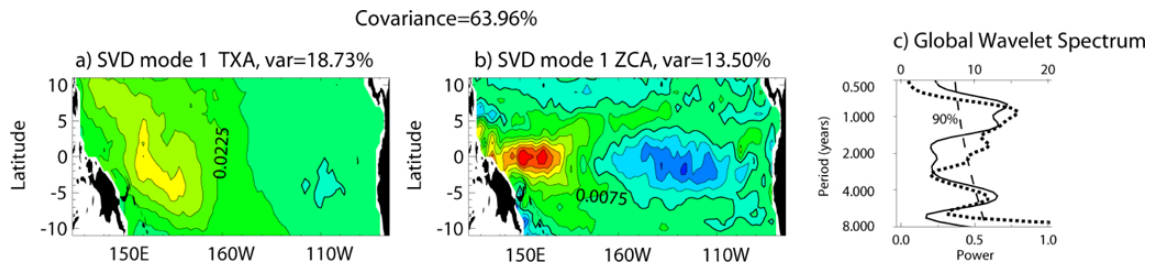 Covariance=63.96%
a) SVD mode 1 TXA, var=18.73%
b) SVD mode 1 ZCA, var=13.50%
c) Global Wavelet Spectrum
Latitude
10
5
0
-5
-10
0.0225
150E 160W 110W
Latitude
10
5
0
-5
-10
0.0075
150E 160W 110W
0 10 20
Period (years)
0.500
1.000
2.000
4.000
8.000
90%
0.0 0.5 1.0
Power